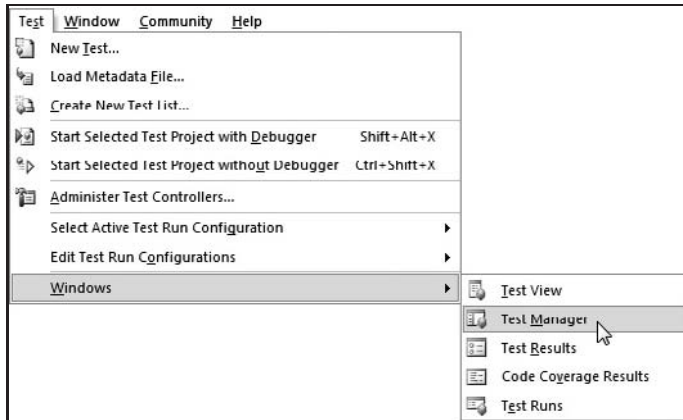 Test Window Community Help
New Test...
Load Metadata File...
Create New Test List...
Start Selected Test Project with Debugger Shift+Alt+X
Start Selected Test Project without Debugger Ctrl+Shift+X
Administer Test Controllers...
Select Active Test Run Configuration
Edit Test Run Configurations
Windows
Test View
Test Manager
Test Results
Code Coverage Results
Test Runs